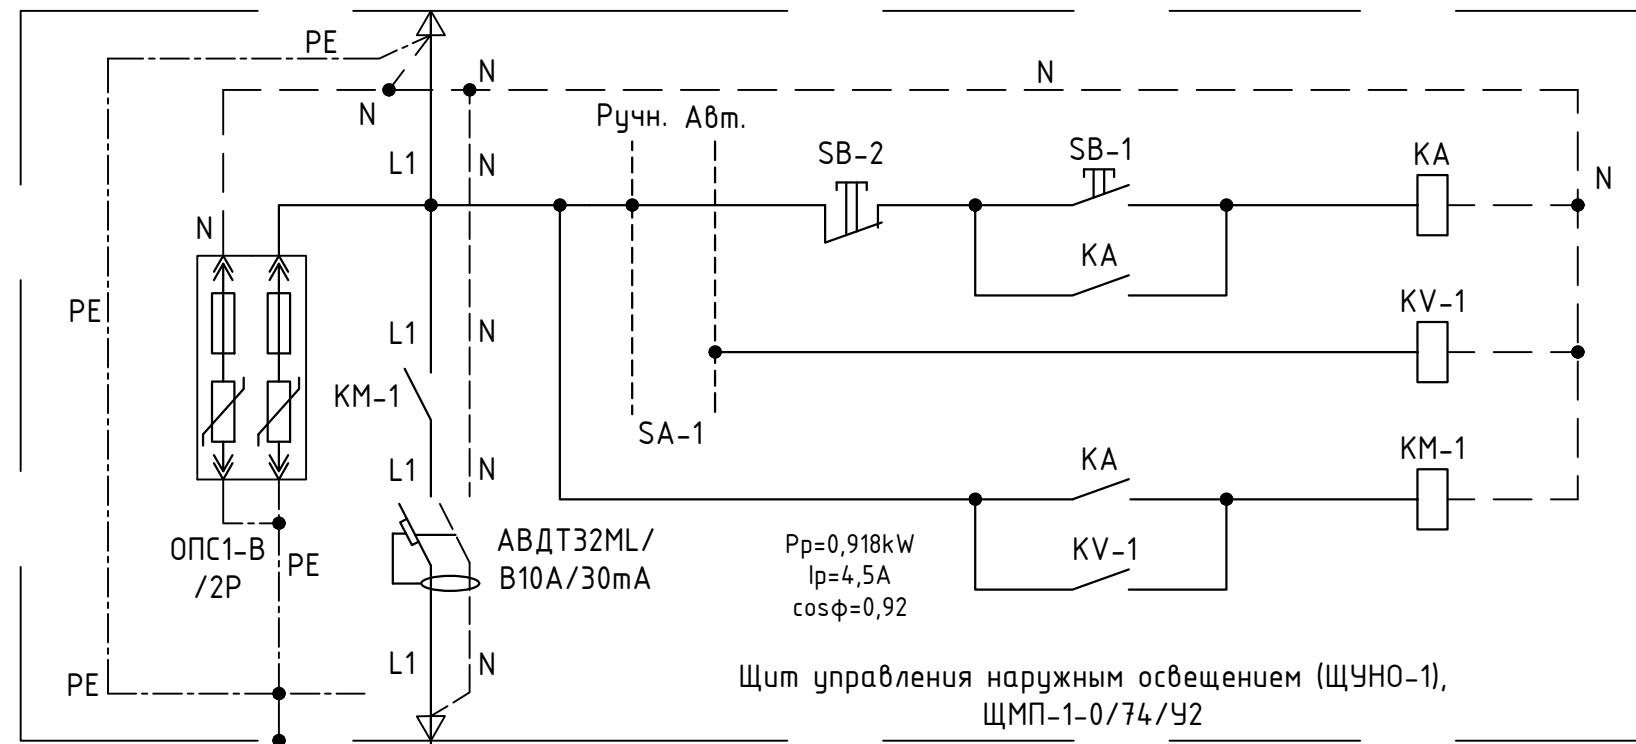 PE
N
N
N
Ручн. Авт.
L1
N
SB-2
SB-1
KA
N
N
KA
PE
L1
N
KV-1
KM-1
SA-1
L1
N
KA
KM-1
ОПС1-В
/2Р
PE
АВДТ32ML/
B10A/30mA
Pp=0,918kW
Ip=4,5A
cosφ=0,92
KV-1
PE
L1
N
Щит управления наружным освещением (ЩУНО-1),
ЩМП-1-0/74/У2